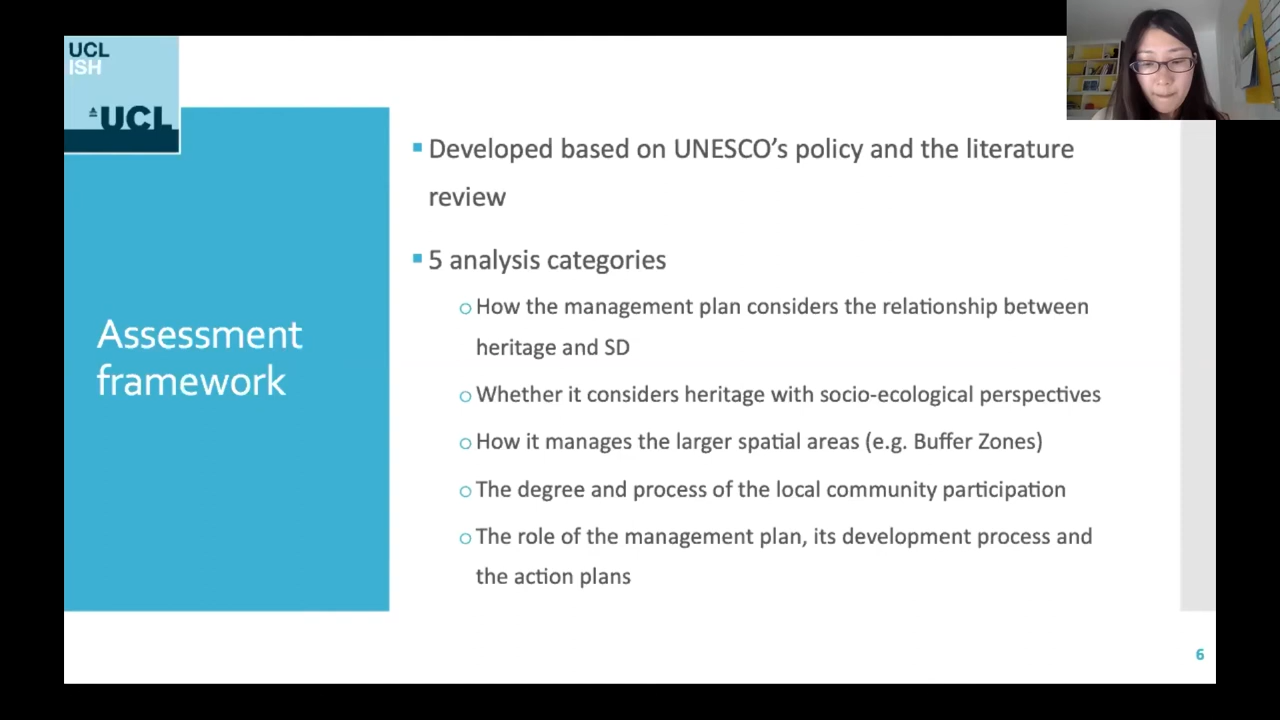 UCL
ISH
UCL
Assessment
framework
Developed based on UNESCO’s policy and the literature
review
5 analysis categories
How the management plan considers the relationship between
heritage and SD
Whether it considers heritage with socio-ecological perspectives
How it manages the larger spatial areas (e.g. Buffer Zones)
The degree and process of the local community participation
The role of the management plan, its development process and
the action plans
6